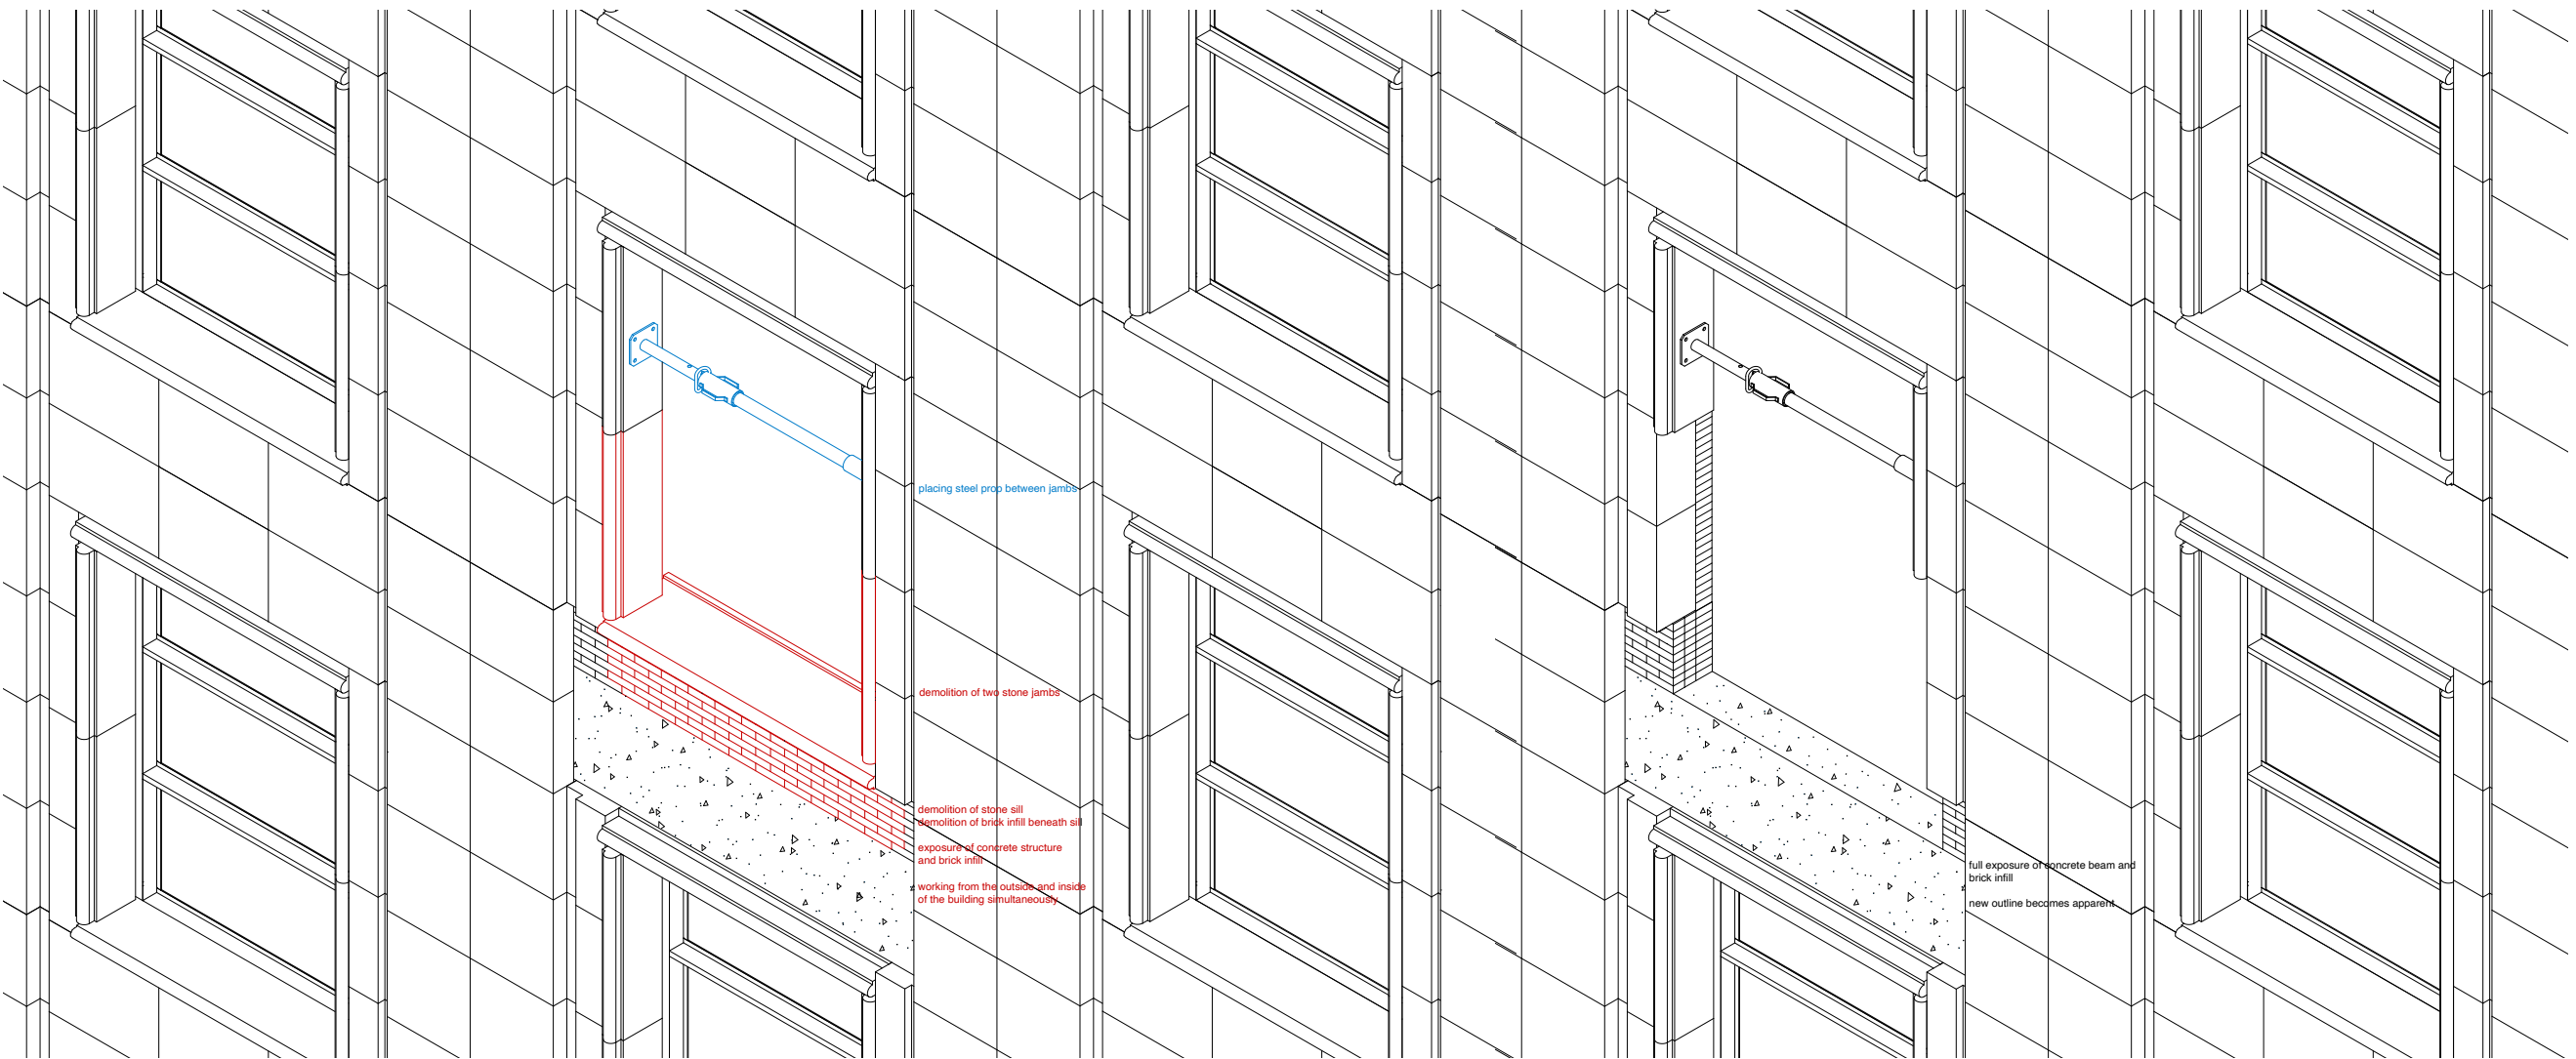 placing steel prop between jambs
demolition of two stone jambs
demolition of stone sill
demolition of brick infill beneath sill
exposure of concrete structure
and brick infill
working from the outside and inside
of the building simultaneously
full exposure of concrete beam and
brick infill
new outline becomes apparent